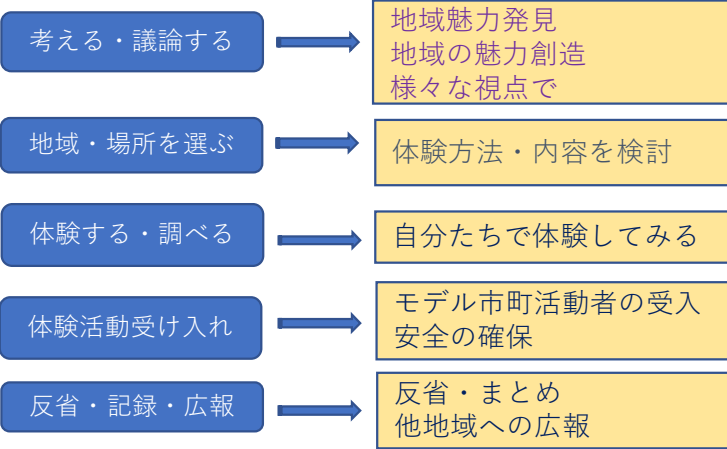 考える・議論する
地域魅力発見
地域の魅力創造
様々な視点で
地域・場所を選ぶ
体験方法・内容を検討
体験する・調べる
自分たちで体験してみる
体験活動受け入れ
モデル市町活動者の受入
安全の確保
反省・記録・広報
反省・まとめ
他地域への広報